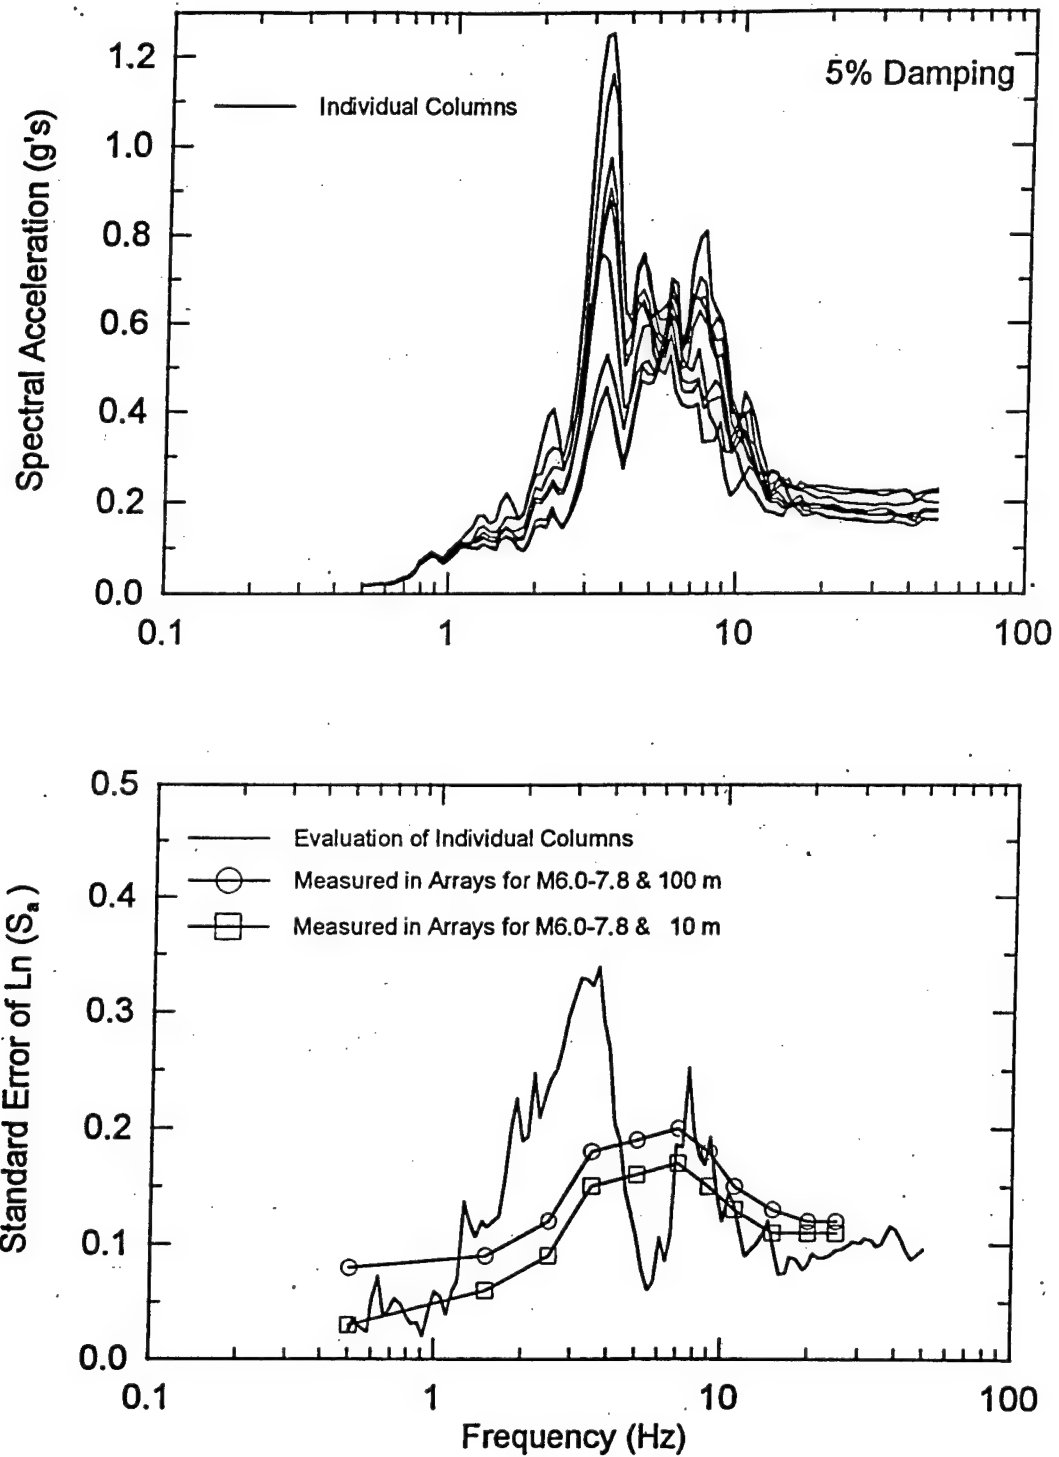 5% Damping
Individual Columns
Spectral Acceleration (g's)
1.2
1.0
0.8
0.6
0.4
0.2
0.0
0.1 1 10 100
Evaluation of Individual Columns
Measured in Arrays for M6.0-7.8 & 100 m
Measured in Arrays for M6.0-7.8 & 10 m
Standard Error of Ln (Sₐ)
0.5
0.4
0.3
0.2
0.1
0.0
0.1 1 10 100
Frequency (Hz)